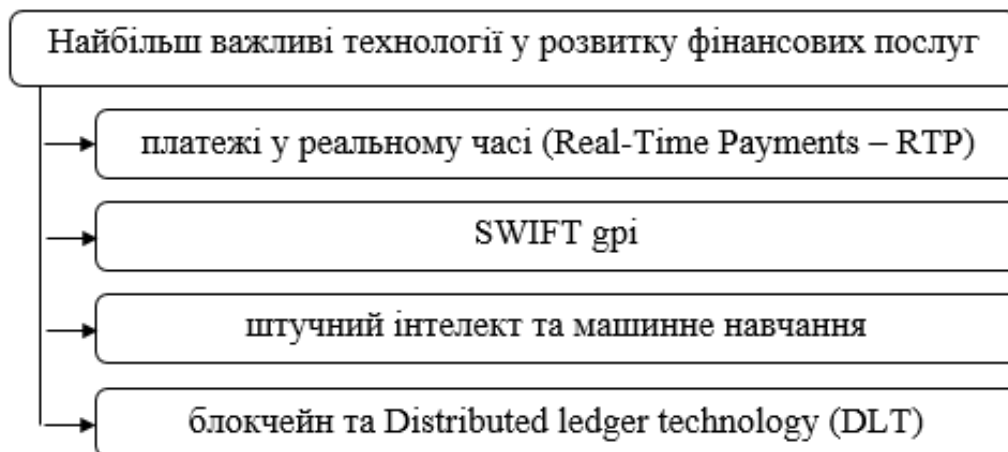 Найбільш важливі технології у розвитку фінансових послуг
платежі у реальному часі (Real-Time Payments – RTP)
SWIFT gpi
штучний інтелект та машинне навчання
блокчейн та Distributed ledger technology (DLT)